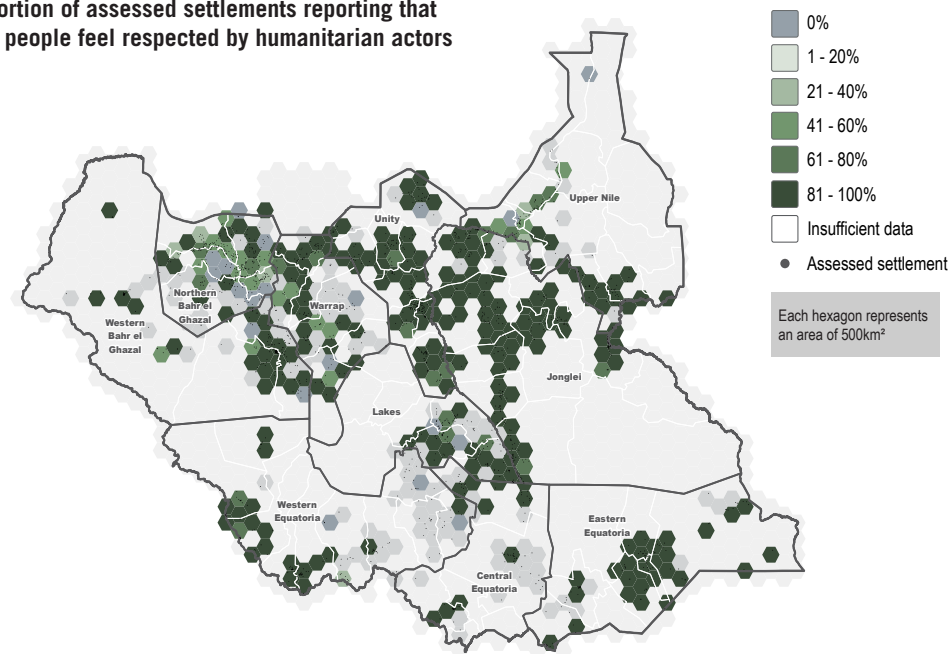 ortion of assessed settlements reporting that
people feel respected by humanitarian actors
0%
1 - 20%
21 - 40%
41 - 60%
61 - 80%
81 - 100%
Insufficient data
Assessed settlement
Each hexagon represents
an area of 500km²
Upper Nile
Unity
Northern
Bahr el
Ghazal
Warrap
Western
Bahr el
Ghazal
Jonglei
Lakes
Western
Equatoria
Eastern
Equatoria
Central
Equatoria